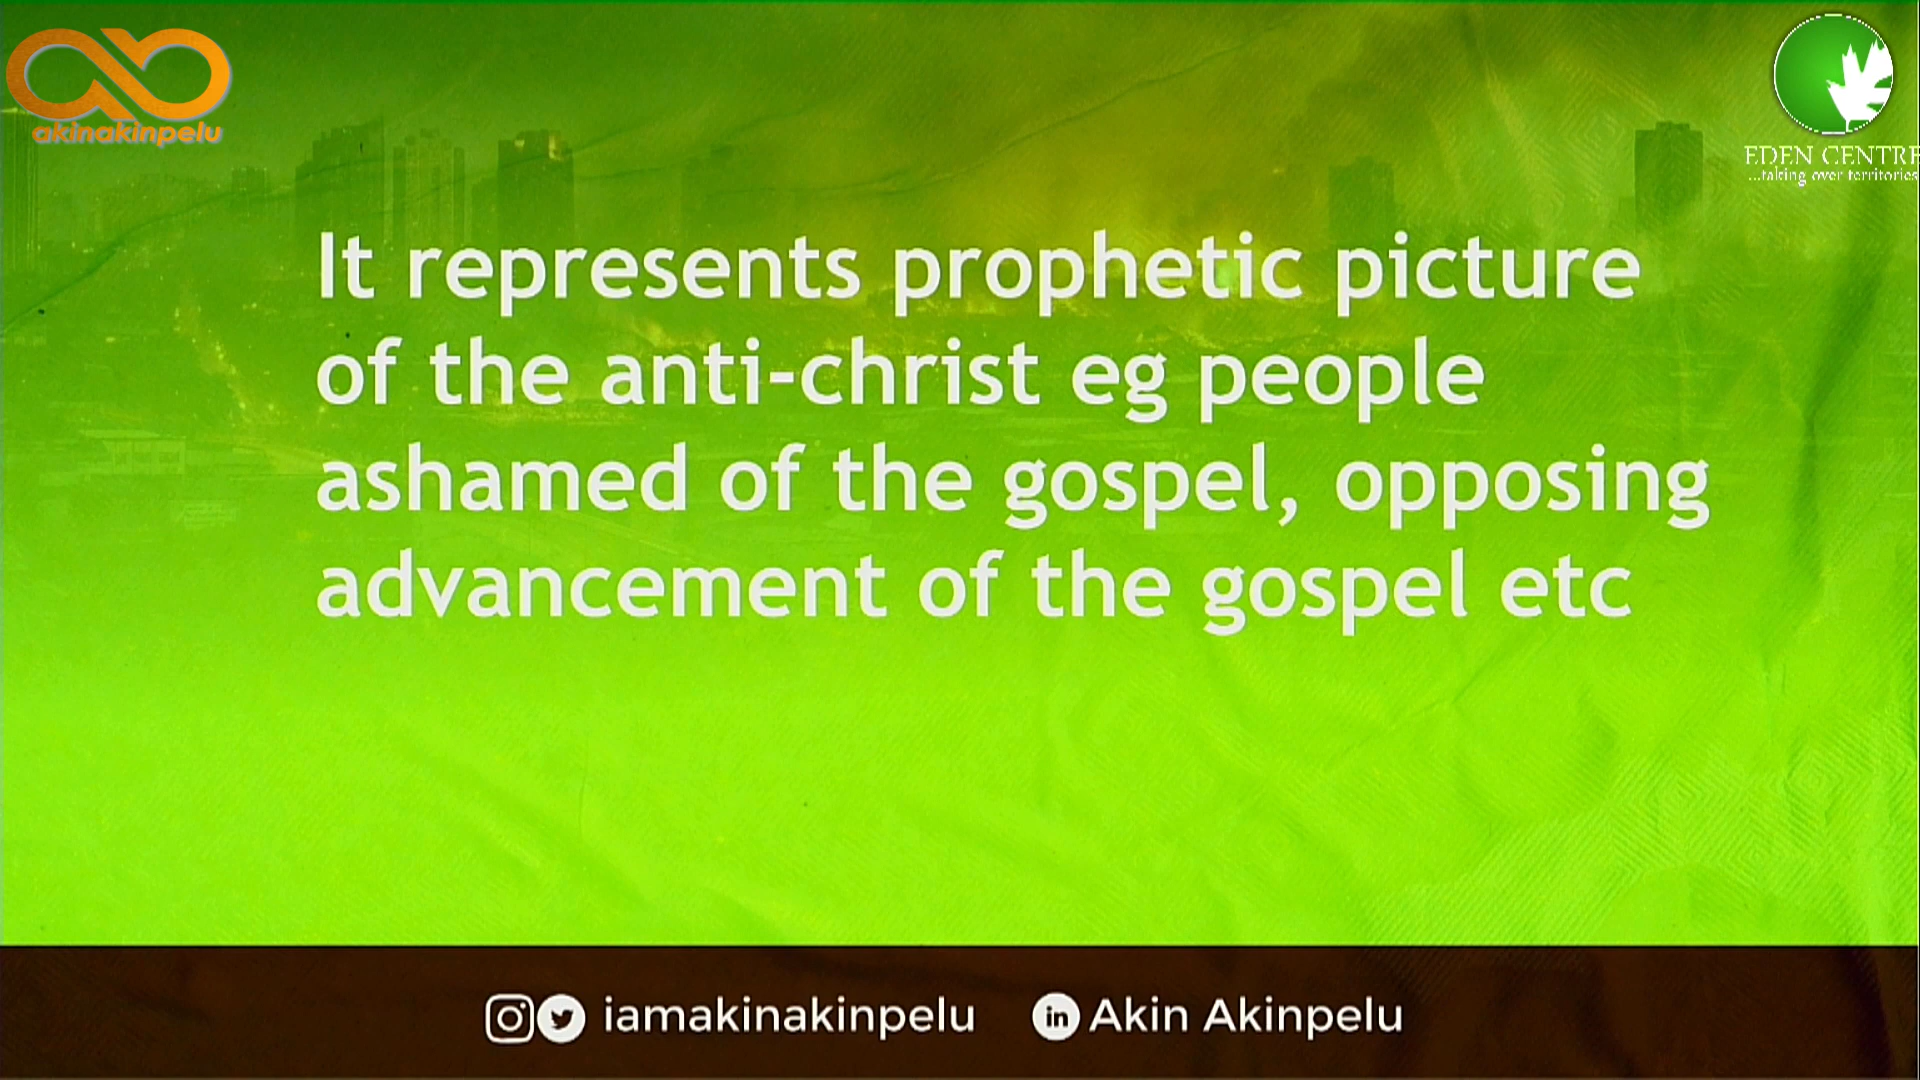 akinakinpelu
EDEN CENTRE
...taking over territories
It represents prophetic picture
of the anti-christ eg people
ashamed of the gospel, opposing
advancement of the gospel etc
iamakinakinpelu
in Akin Akinpelu